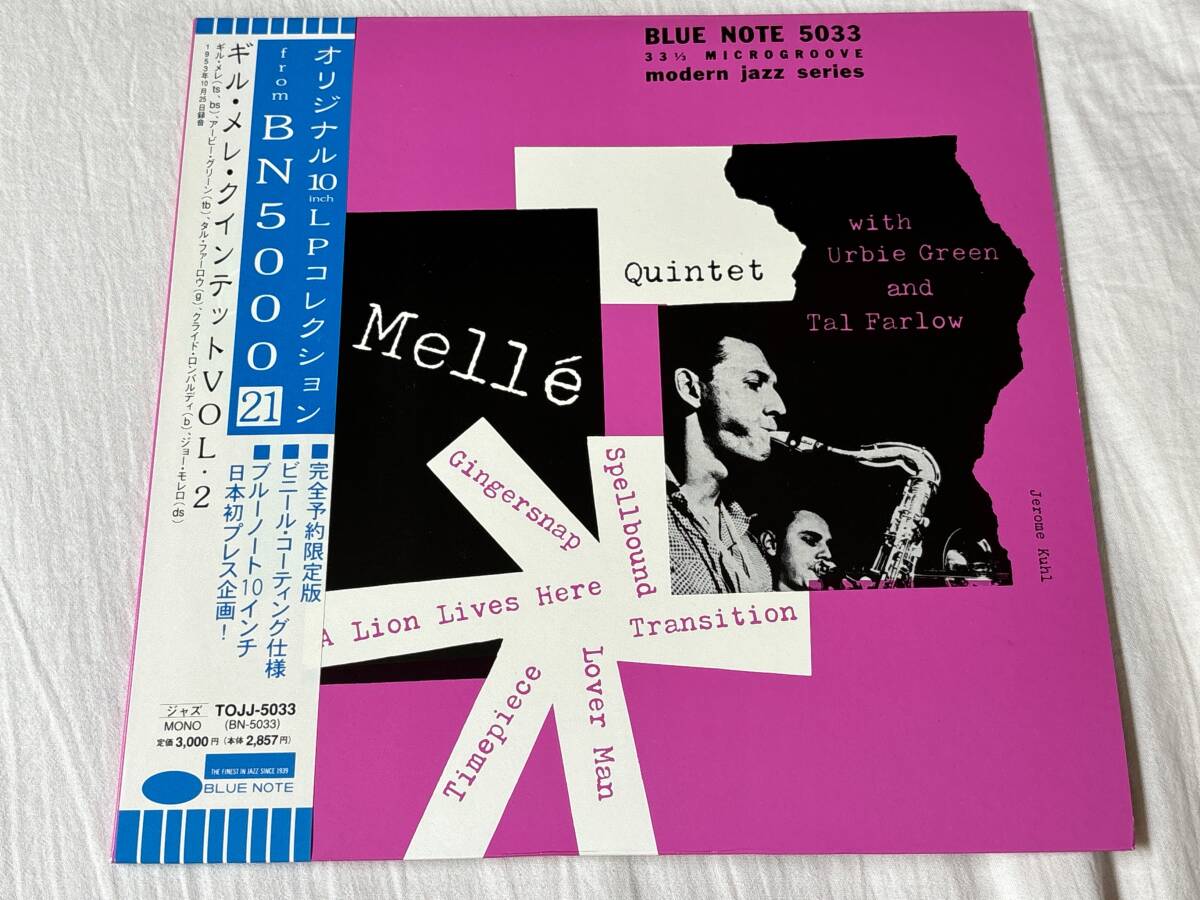 BLUE NOTE 5033
33 1/3 MICROGROOVE
modern jazz series
with
Urbie Green
and
Tal Farlow
Quintet
Mellé
Gingersnap
Spellbound
A Lion Lives Here
Transition
Timepiece
Lover Man
Jerome Kuhl
オリジナル10inchLPコレクション
from BN5000 21
ギル・メレ・クインテットVOL.2
ギル・メレ(ts、bs)、アービー・グリーン(tb)、タル・ファーロウ(g)、クライド・ロンバルディ(b)、ジョー・モレロ(ds)
1953年10月25日録音
■完全予約限定版
■ビニール・コーティング仕様
■ブルーノート10インチ
日本初プレス企画!
ジャズ TOJJ-5033
MONO (BN-5033)
定価3,000円(本体2,857円)
THE FINEST IN JAZZ SINCE 1939
BLUE NOTE